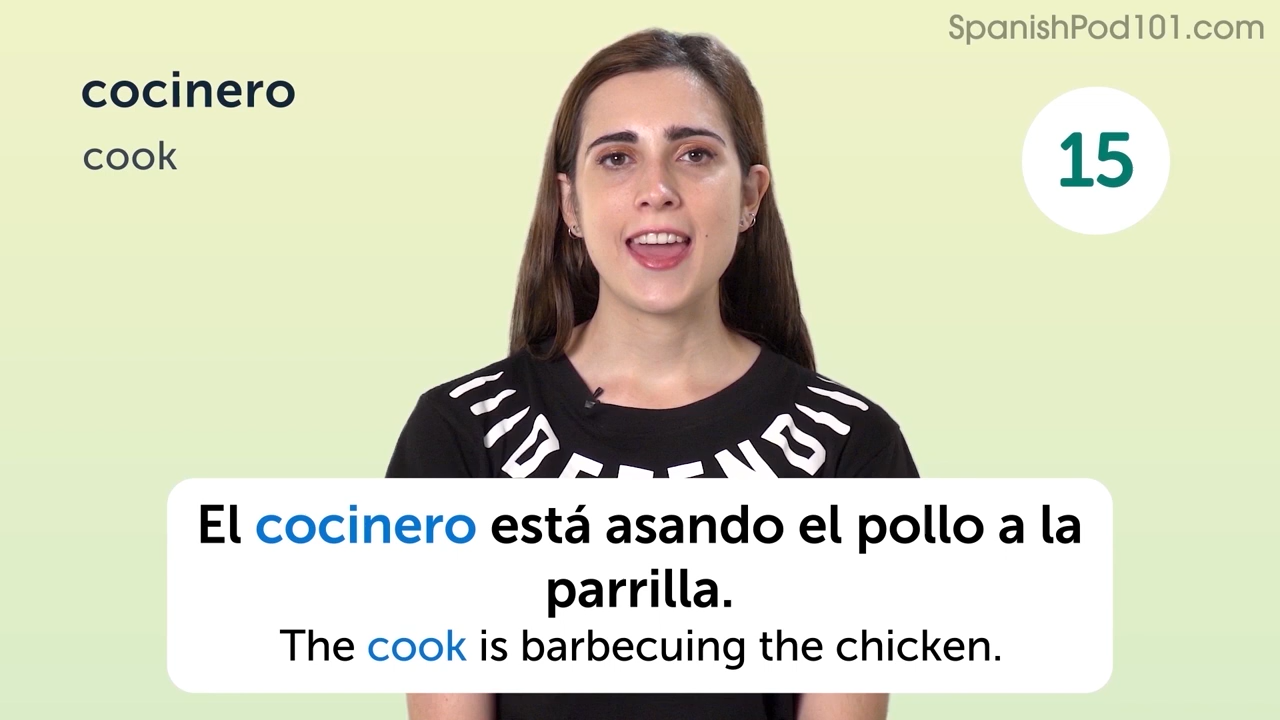 SpanishPod101.com
cocinero
cook
15
El cocinero está asando el pollo a la
parrilla.
The cook is barbecuing the chicken.